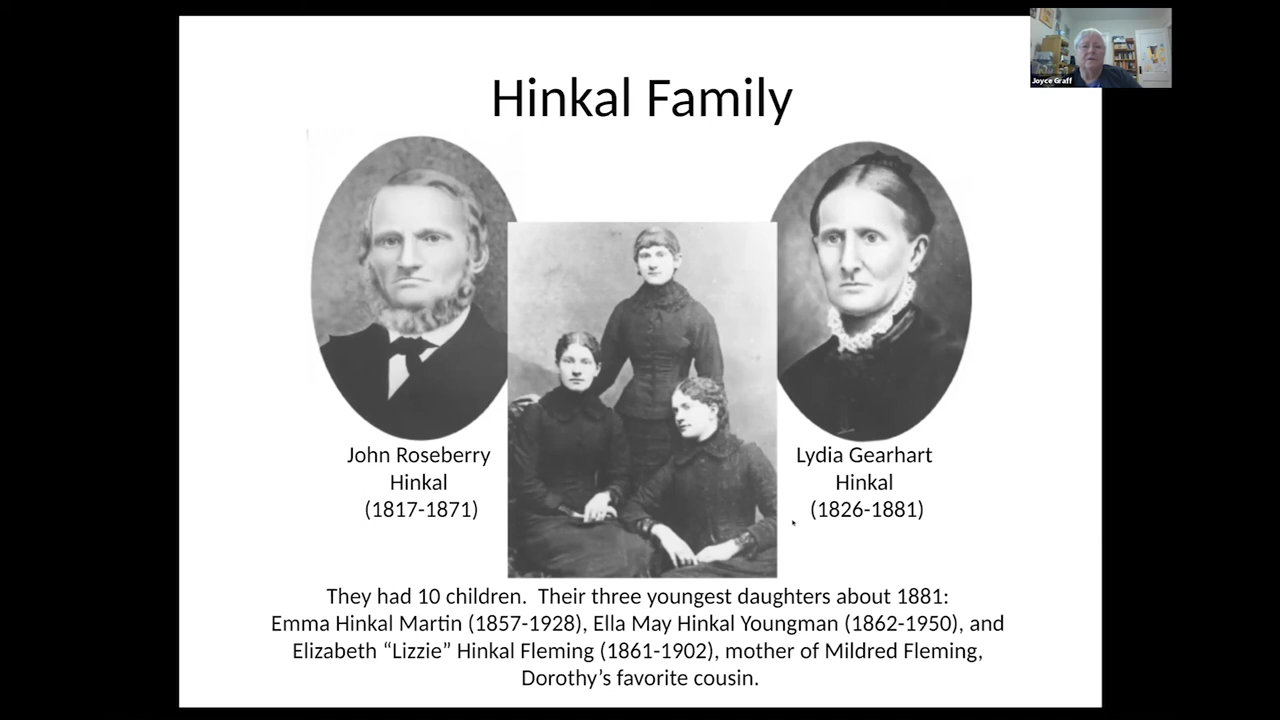 Hinkal Family
Joyce Graff
John Roseberry
Hinkal
(1817-1871)
Lydia Gearhart
Hinkal
(1826-1881)
They had 10 children.  Their three youngest daughters about 1881:
Emma Hinkal Martin (1857-1928), Ella May Hinkal Youngman (1862-1950), and
Elizabeth “Lizzie” Hinkal Fleming (1861-1902), mother of Mildred Fleming,
Dorothy’s favorite cousin.